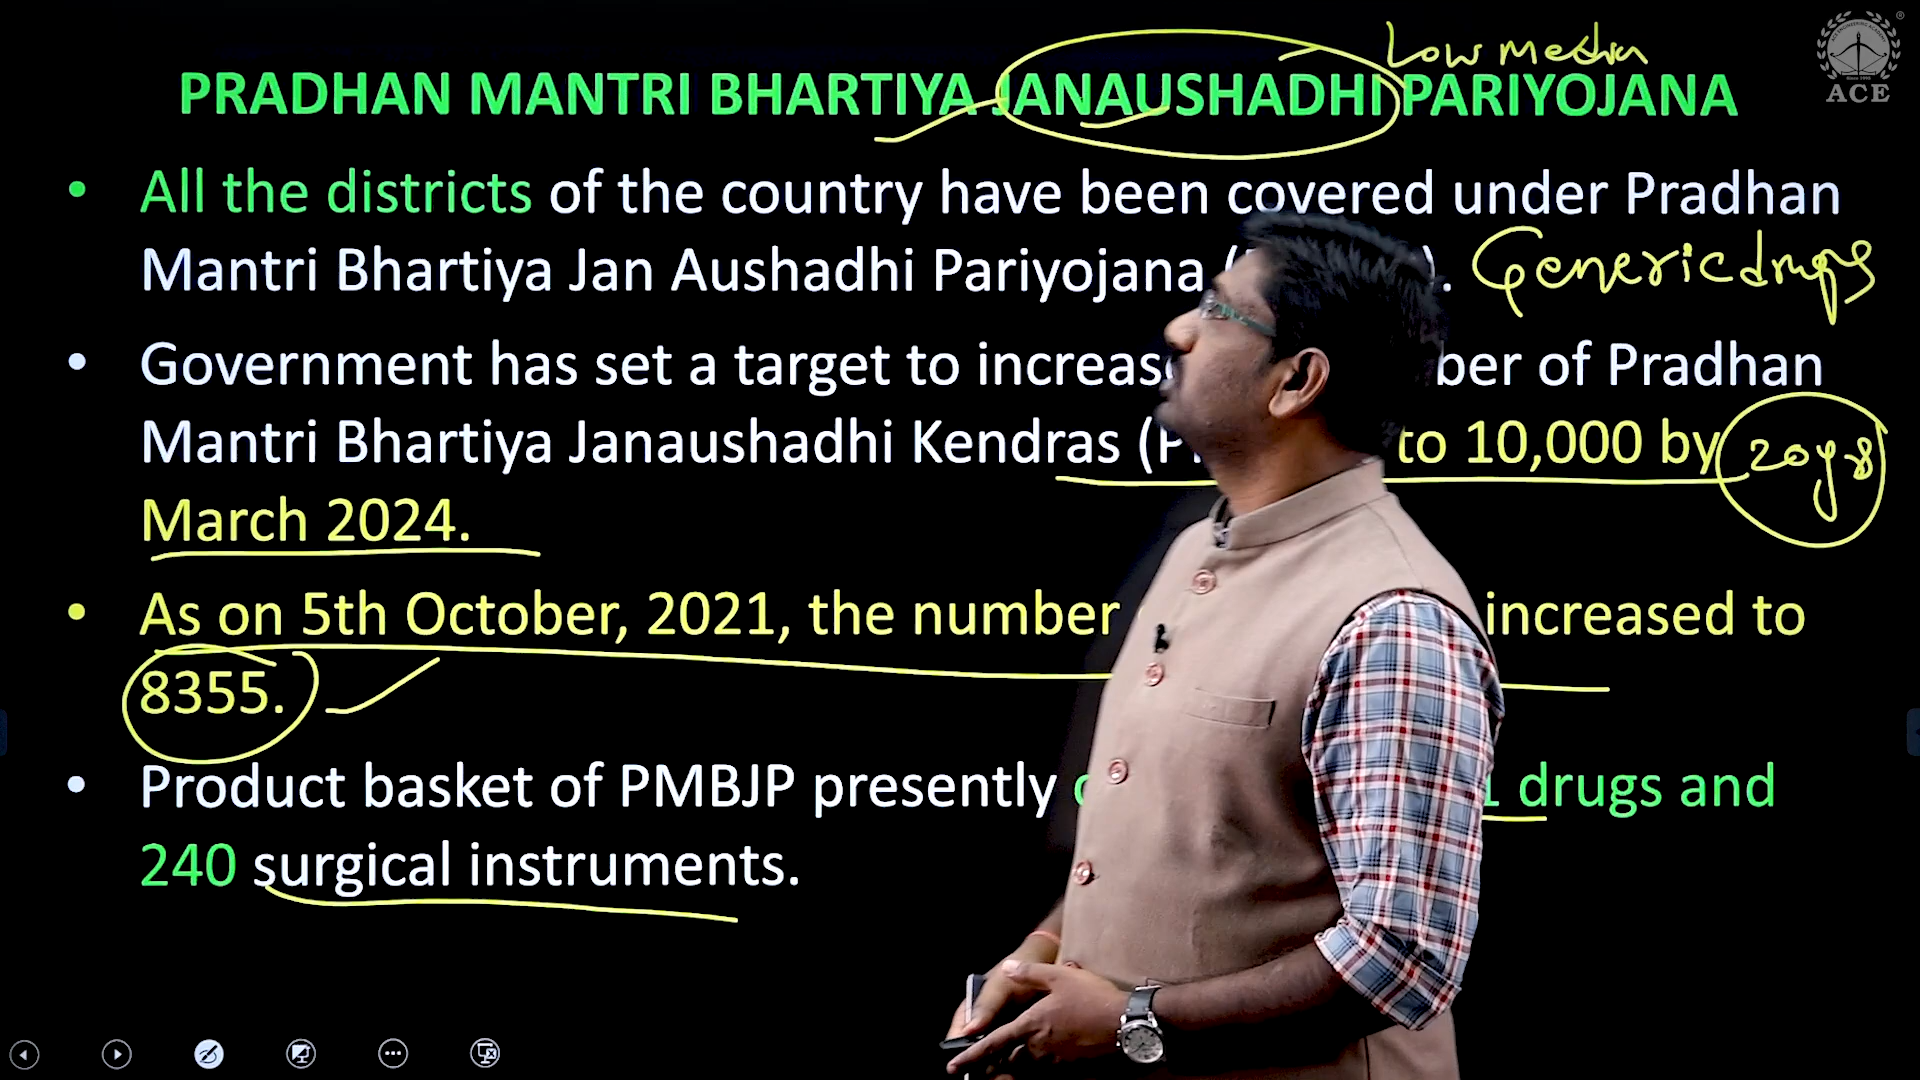 Low
PRADHAN MANTRI BHARTIYA JANAUSHADHI PARIYOJANA
ACE
• All the districts of the country have been covered under Pradhan
Mantri Bhartiya Jan Aushadhi Pariyojana ( ).
Generic drugs
• Government has set a target to increas ber of Pradhan
Mantri Bhartiya Janaushadhi Kendras (P to 10,000 by
20 yrs
March 2024.
• As on 5th October, 2021, the number increased to
8355.
• Product basket of PMBJP presently 1 drugs and
240 surgical instruments.